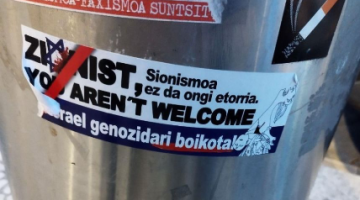 FAXISMOA SUNTSIT
ZIONIST, Sionismoa
ez da ongi etorria.
YOU AREN'T WELCOME
Israel genozidari boikota